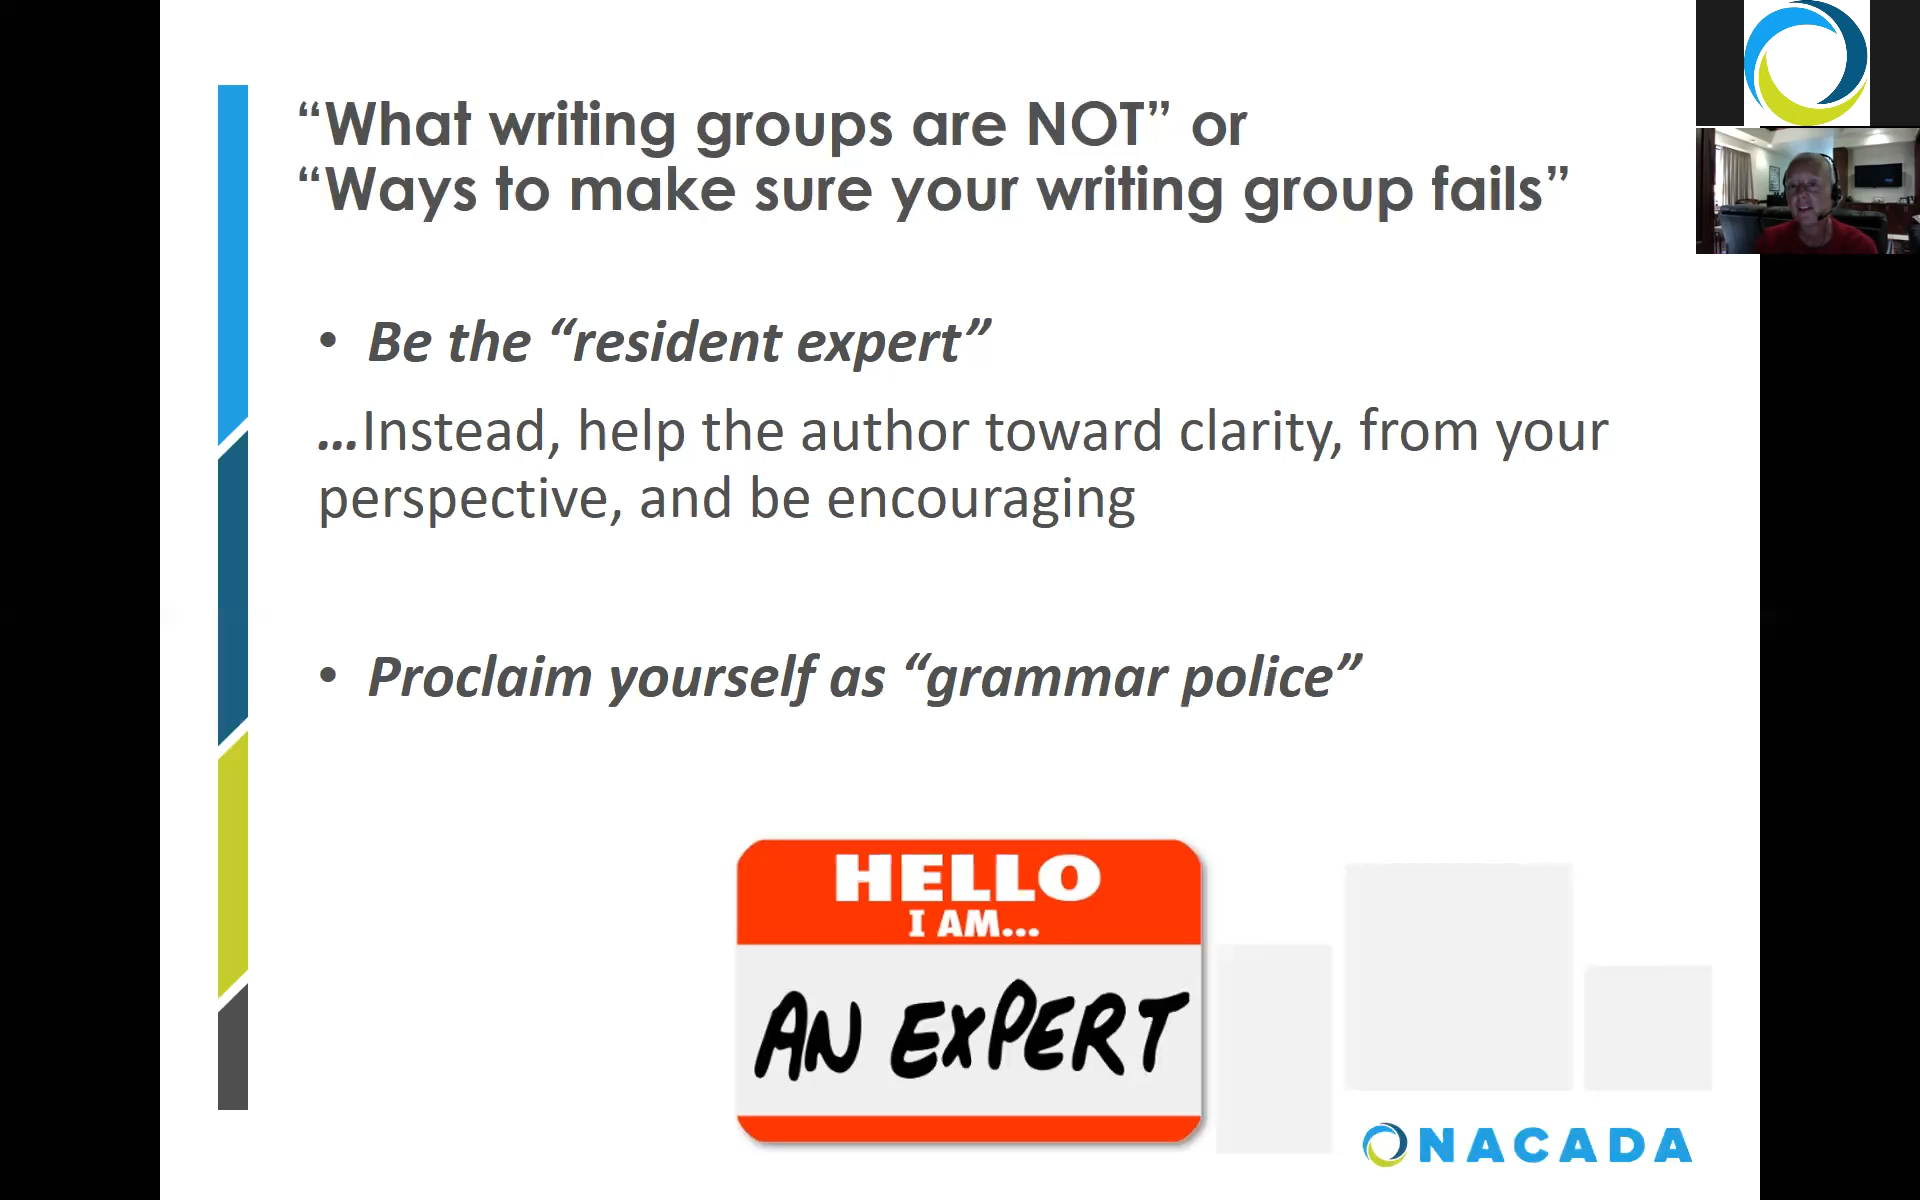 “What writing groups are NOT” or
“Ways to make sure your writing group fails”
• Be the “resident expert”
...Instead, help the author toward clarity, from your
perspective, and be encouraging
• Proclaim yourself as “grammar police”
HELLO
I AM...
AN EXPERT
NACADA